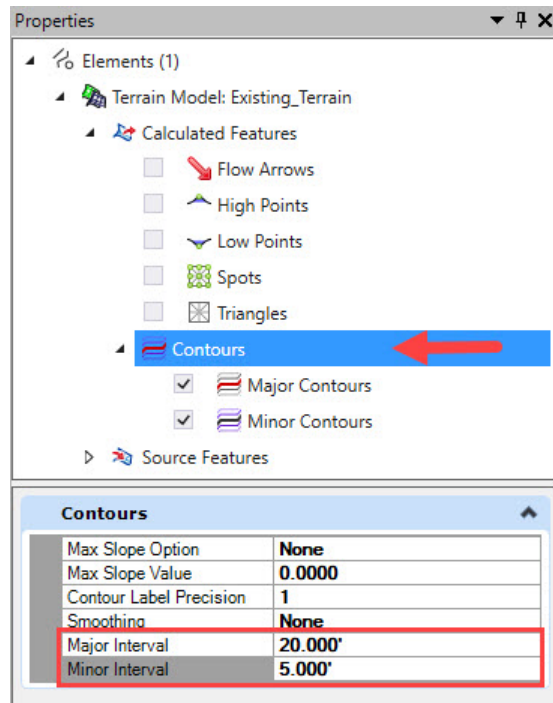 Properties
Elements (1)
Terrain Model: Existing_Terrain
Calculated Features
Flow Arrows
High Points
Low Points
Spots
Triangles
Contours
Major Contours
Minor Contours
Source Features
Contours
Max Slope Option None
Max Slope Value 0.0000
Contour Label Precision 1
Smoothing None
Major Interval 20.000'
Minor Interval 5.000'